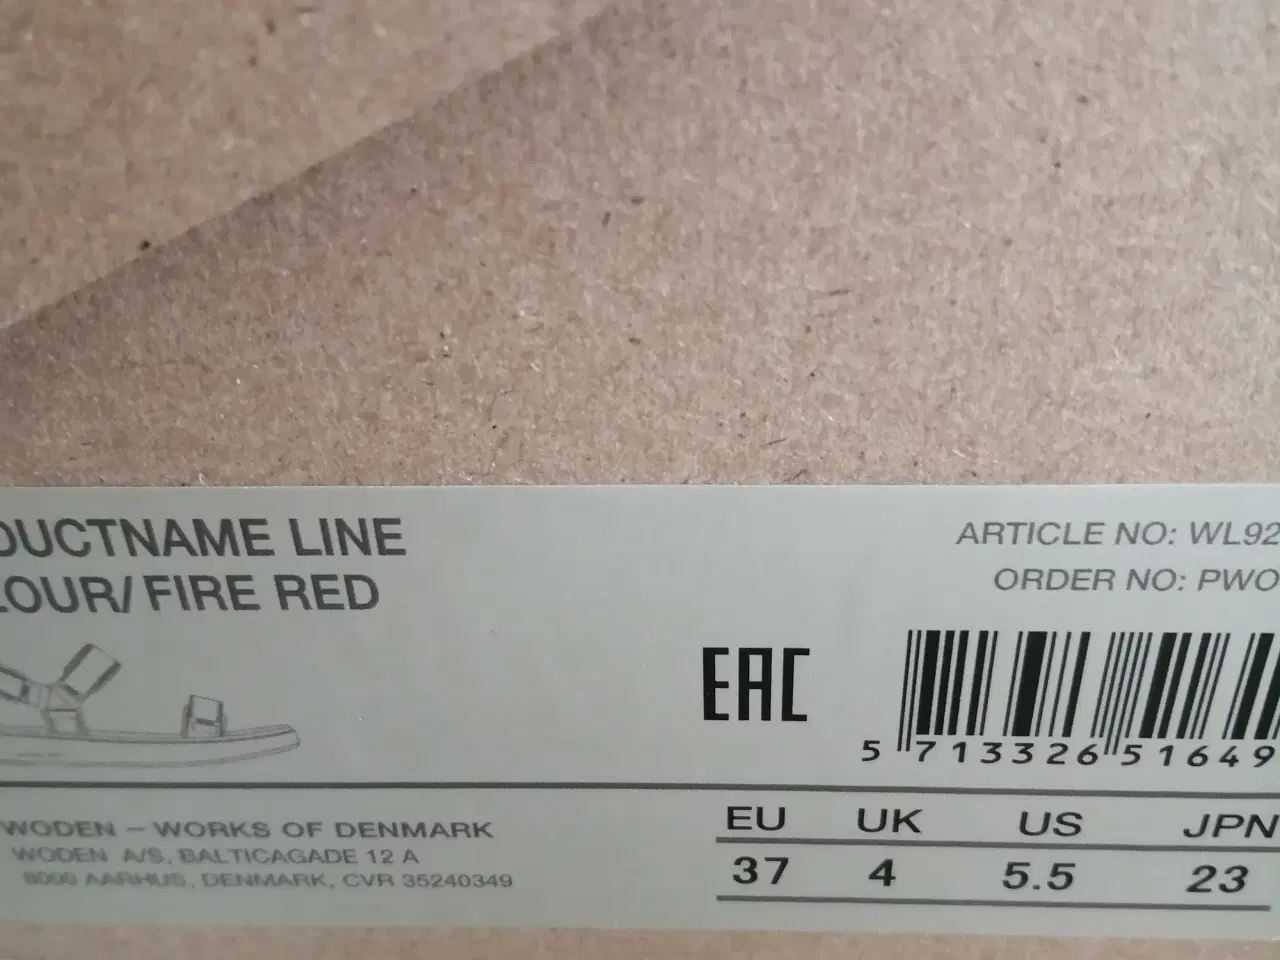 DUCTNAME LINE
LOUR/ FIRE RED
ARTICLE NO: WL92
ORDER NO: PWO
EAC
5 713326 51649
WODEN – WORKS OF DENMARK
WODEN A/S, BALTICAGADE 12 A
8000 AARHUS, DENMARK, CVR 35240349
EU UK US JPN
37 4 5.5 23